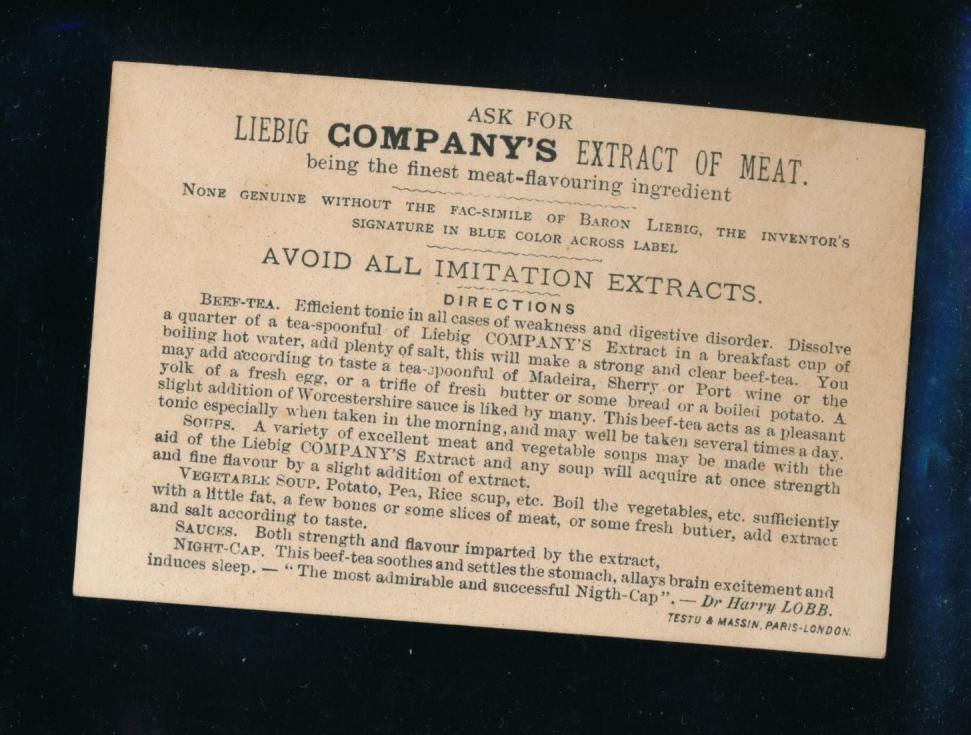 ASK FOR
LIEBIG COMPANY'S EXTRACT OF MEAT.
being the finest meat-flavouring ingredient
NONE GENUINE WITHOUT THE FAC-SIMILE OF BARON LIEBIG, THE INVENTOR'S
SIGNATURE IN BLUE COLOR ACROSS LABEL
AVOID ALL IMITATION EXTRACTS.
DIRECTIONS
BEEF-TEA. Efficient tonic in all cases of weakness and digestive disorder. Dissolve
a quarter of a tea-spoonful of Liebig COMPANY'S Extract in a breakfast cup of
boiling hot water, add plenty of salt, this will make a strong and clear beef-tea. You
may add according to taste a tea-spoonful of Madeira, Sherry or Port wine or the
yolk of a fresh egg, or a trifle of fresh butter or some bread or a boiled potato. A
slight addition of Worcestershire sauce is liked by many. This beef-tea acts as a pleasant
tonic especially when taken in the morning, and may well be taken several times a day.
SOUPS. A variety of excellent meat and vegetable soups may be made with the
aid of the Liebig COMPANY'S Extract and any soup will acquire at once strength
and fine flavour by a slight addition of extract.
VEGETABLE SOUP. Potato, Pea, Rice soup, etc. Boil the vegetables, etc. sufficiently
with a little fat, a few bones or some slices of meat, or some fresh butter, add extract
and salt according to taste.
SAUCES. Both strength and flavour imparted by the extract,
NIGHT-CAP. This beef-tea soothes and settles the stomach, allays brain excitement and
induces sleep. — "The most admirable and successful Nigth-Cap". — Dr Harry LOBB.
TESTU & MASSIN, PARIS-LONDON.